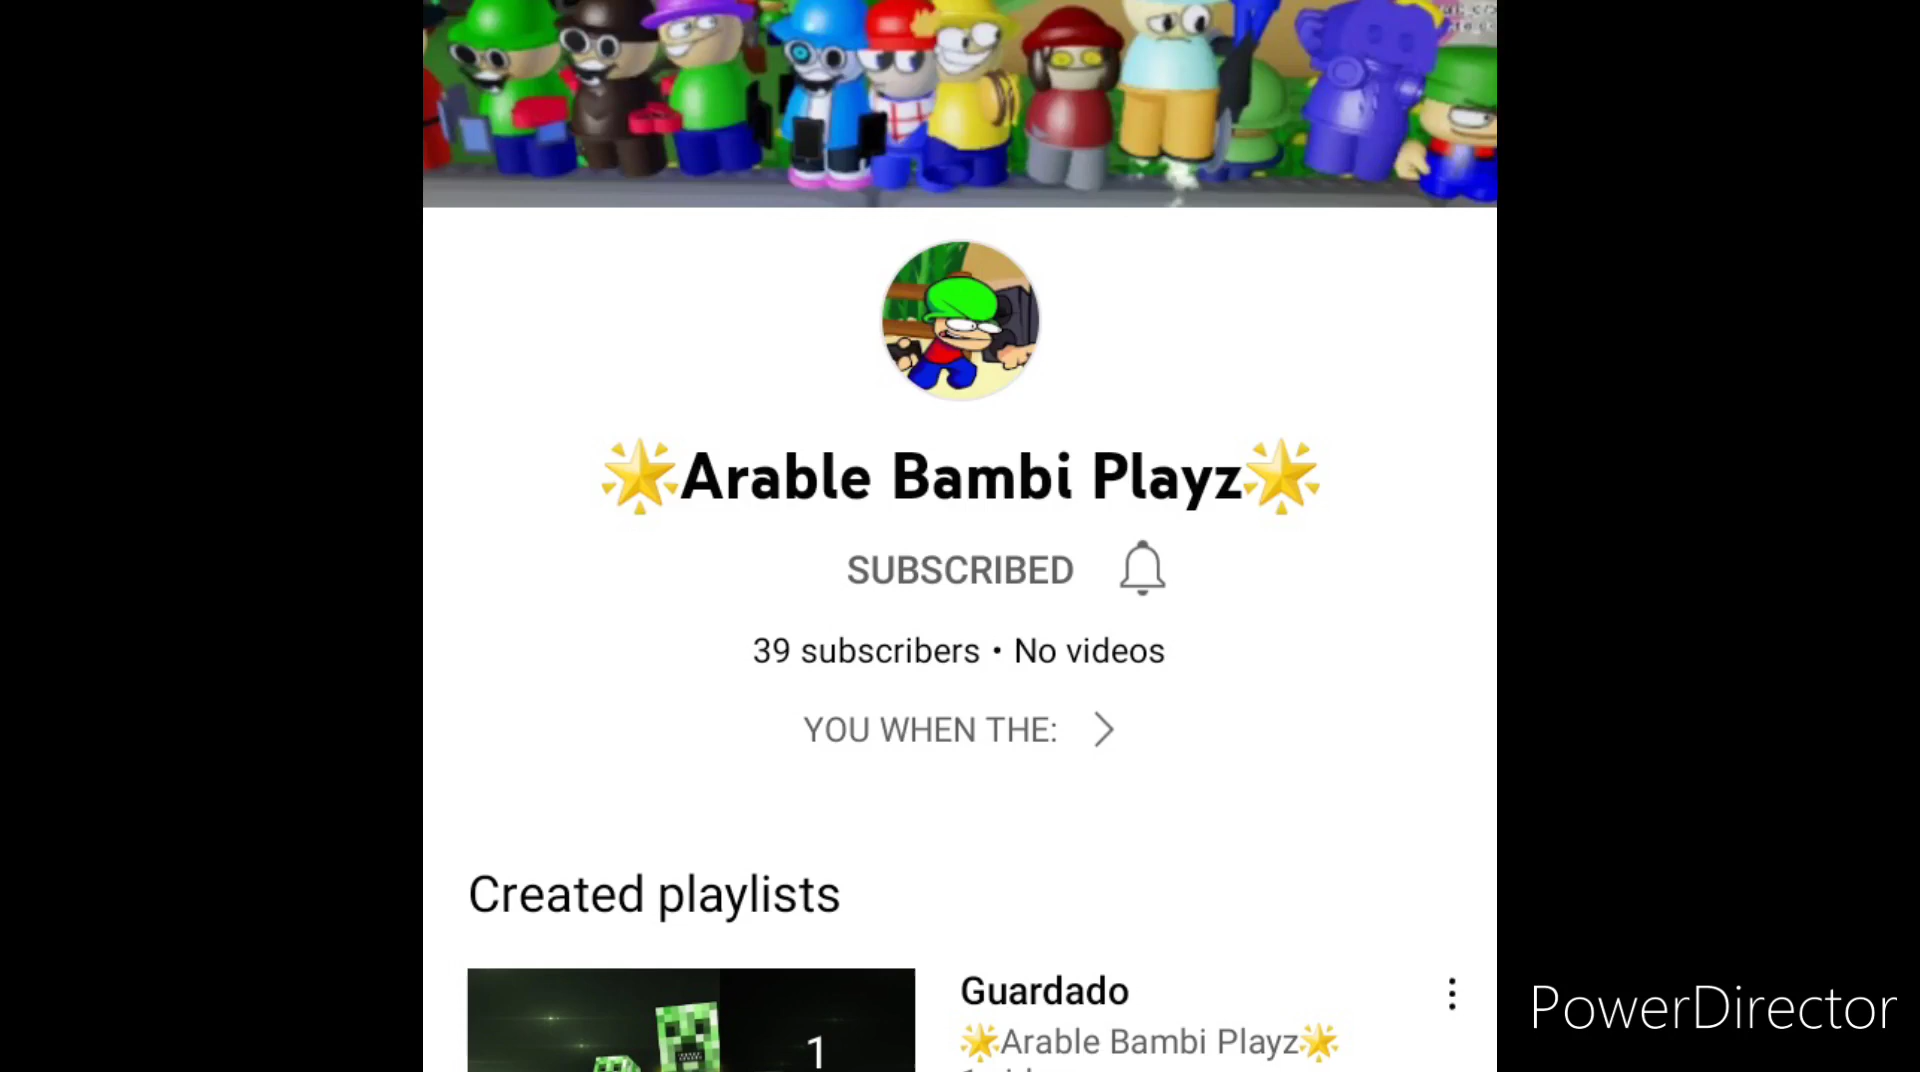 🌟Arable Bambi Playz🌟
SUBSCRIBED
39 subscribers • No videos
YOU WHEN THE:
Created playlists
Guardado
1
🌟Arable Bambi Playz🌟
PowerDirector